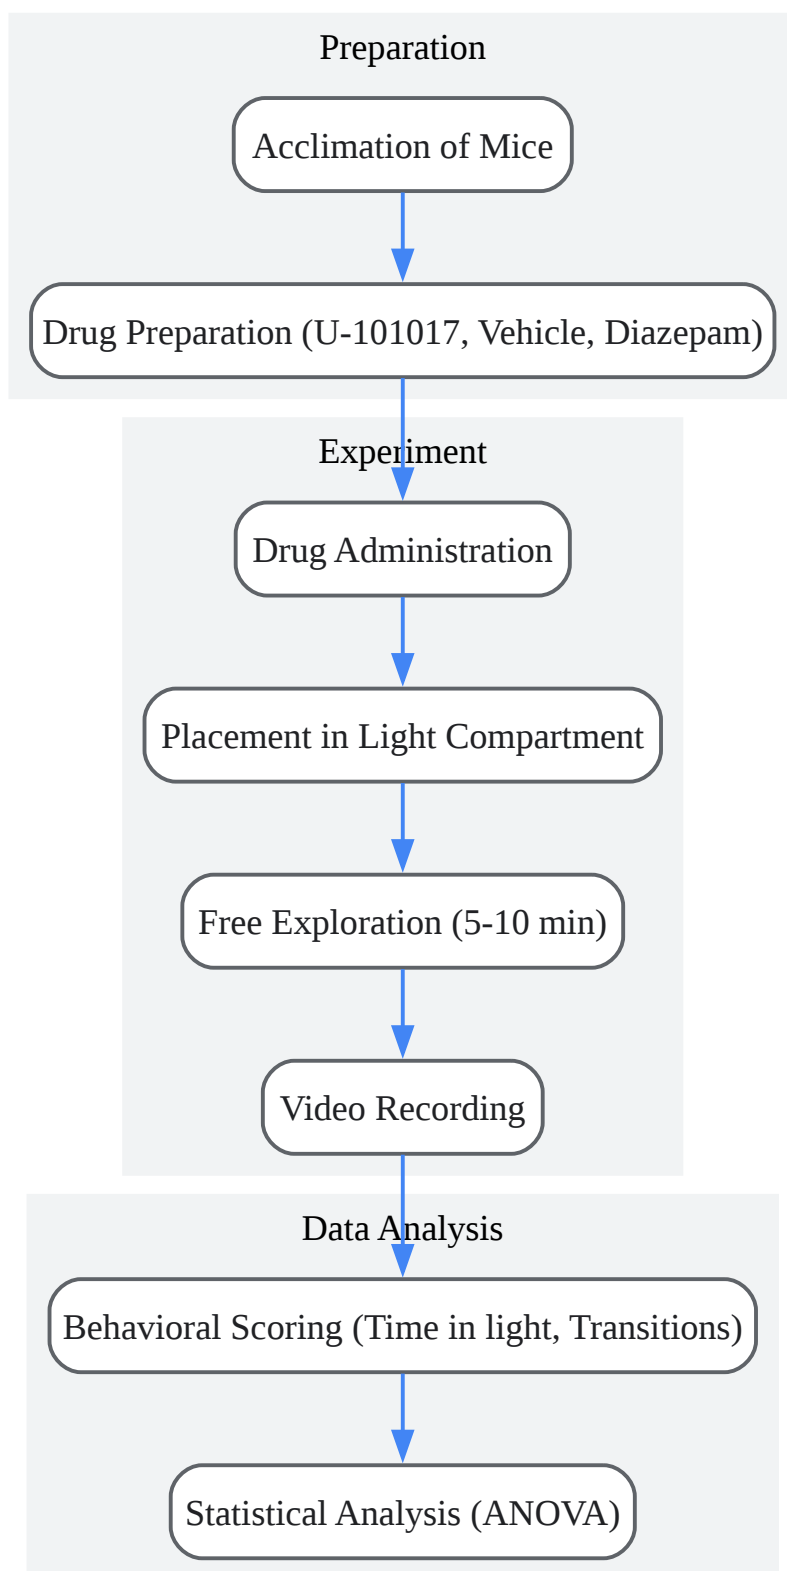 Preparation
Acclimation of Mice
Drug Preparation (U-101017, Vehicle, Diazepam)
Experiment
Drug Administration
Placement in Light Compartment
Free Exploration (5-10 min)
Video Recording
Data Analysis
Behavioral Scoring (Time in light, Transitions)
Statistical Analysis (ANOVA)